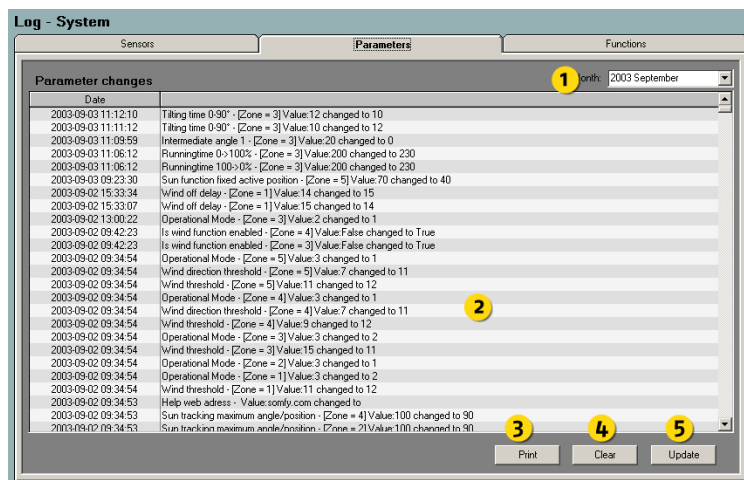 Log - System
Sensors Parameters Functions
Parameter changes 1 onth: 2003 September
Date
2003-09-03 11:12:10 Tilting time 0-90° - [Zone = 3] Value:12 changed to 10
2003-09-03 11:11:12 Tilting time 0-90° - [Zone = 3] Value:10 changed to 12
2003-09-03 11:09:59 Intermediate angle 1 - [Zone = 3] Value:20 changed to 0
2003-09-03 11:06:12 Runningtime 0->100% - [Zone = 3] Value:200 changed to 230
2003-09-03 11:06:12 Runningtime 100->0% - [Zone = 3] Value:200 changed to 230
2003-09-03 09:23:30 Sun function fixed active position - [Zone = 5] Value:70 changed to 40
2003-09-02 15:33:34 Wind off delay - [Zone = 1] Value:14 changed to 15
2003-09-02 15:33:07 Wind off delay - [Zone = 1] Value:15 changed to 14
2003-09-02 13:00:22 Operational Mode - [Zone = 3] Value:2 changed to 1
2003-09-02 09:42:23 Is wind function enabled - [Zone = 4] Value:False changed to True
2003-09-02 09:42:23 Is wind function enabled - [Zone = 3] Value:False changed to True
2003-09-02 09:34:54 Operational Mode - [Zone = 5] Value:3 changed to 1
2003-09-02 09:34:54 Wind direction threshold - [Zone = 5] Value:7 changed to 11
2003-09-02 09:34:54 Wind threshold - [Zone = 5] Value:11 changed to 12
2003-09-02 09:34:54 Operational Mode - [Zone = 4] Value:3 changed to 1
2003-09-02 09:34:54 Wind direction threshold - [Zone = 4] Value:7 changed to 11 2
2003-09-02 09:34:54 Wind threshold - [Zone = 4] Value:9 changed to 12
2003-09-02 09:34:54 Operational Mode - [Zone = 3] Value:3 changed to 2
2003-09-02 09:34:54 Wind threshold - [Zone = 3] Value:15 changed to 11
2003-09-02 09:34:54 Operational Mode - [Zone = 2] Value:3 changed to 1
2003-09-02 09:34:54 Operational Mode - [Zone = 1] Value:3 changed to 2
2003-09-02 09:34:54 Wind threshold - [Zone = 1] Value:11 changed to 12
2003-09-02 09:34:53 Help web adress - Value:somfy.com changed to
2003-09-02 09:34:53 Sun tracking maximum angle/position - [Zone = 4] Value:100 changed to 90
2003-09-02 09:34:53 Sun tracking maximum angle/position - [Zone = 2] Value:100 changed to 90
3 4 5
Print Clear Update